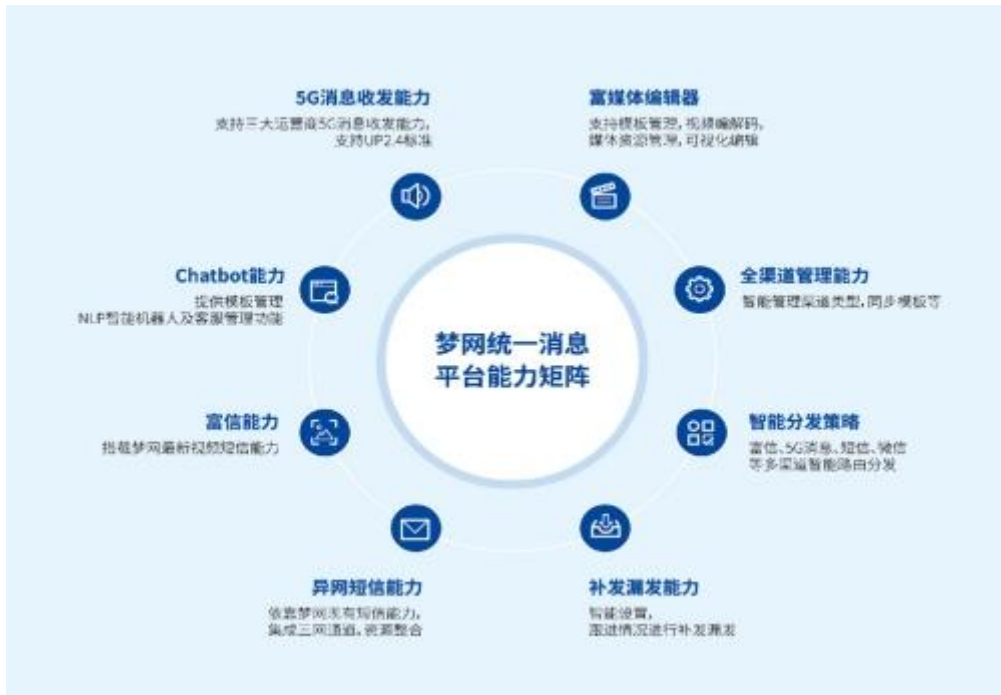 5G消息收发能力
支持三大运营商5G消息收发能力，
支持UP2.4标准
富媒体编辑器
支持模板管理，视频编解码，
媒体资源管理，可视化编辑
Chatbot能力
提供模板管理
NLP智能机器人及客服管理功能
全渠道管理能力
智能管理渠道类型，同步模板等
梦网统一消息
平台能力矩阵
富信能力
搭载梦网最新视频短信能力
智能分发策略
富信、5G消息、短信、微信
等多渠道智能路由分发
异网短信能力
依靠梦网现有短信能力，
集成三网通道，资源整合
补发漏发能力
智能设置，
跟进情况进行补发漏发